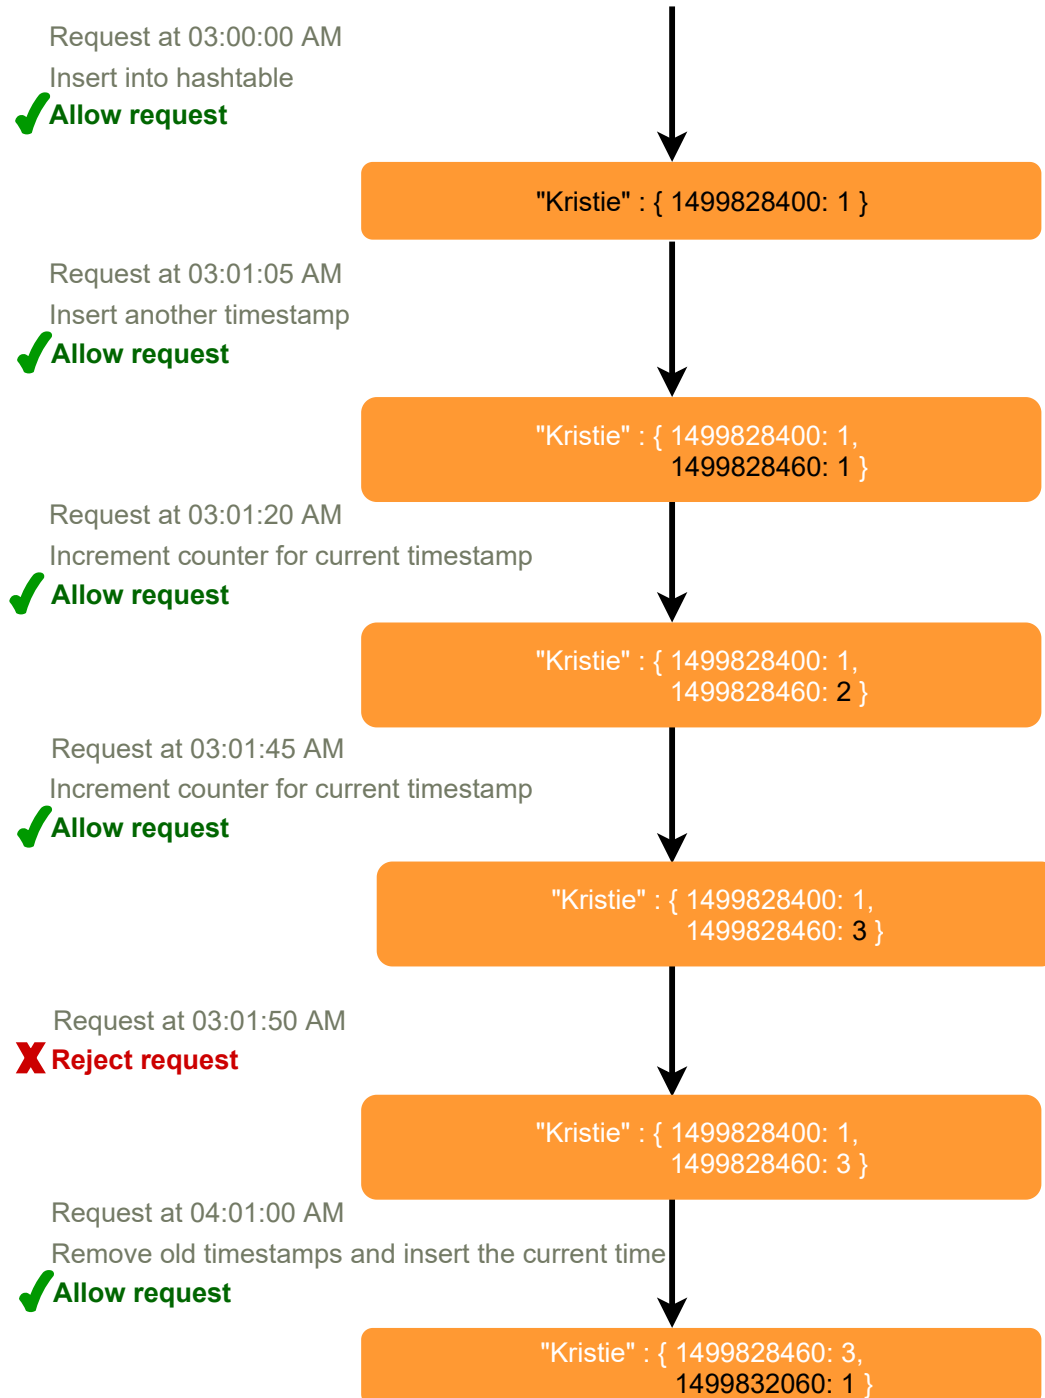 Request at 03:00:00 AM
Insert into hashtable
Allow request
"Kristie" : { 1499828400: 1 }
Request at 03:01:05 AM
Insert another timestamp
Allow request
"Kristie" : { 1499828400: 1,
1499828460: 1 }
Request at 03:01:20 AM
Increment counter for current timestamp
Allow request
"Kristie" : { 1499828400: 1,
1499828460: 2 }
Request at 03:01:45 AM
Increment counter for current timestamp
Allow request
"Kristie" : { 1499828400: 1,
1499828460: 3 }
Request at 03:01:50 AM
Reject request
"Kristie" : { 1499828400: 1,
1499828460: 3 }
Request at 04:01:00 AM
Remove old timestamps and insert the current time
Allow request
"Kristie" : { 1499828460: 3,
1499832060: 1 }